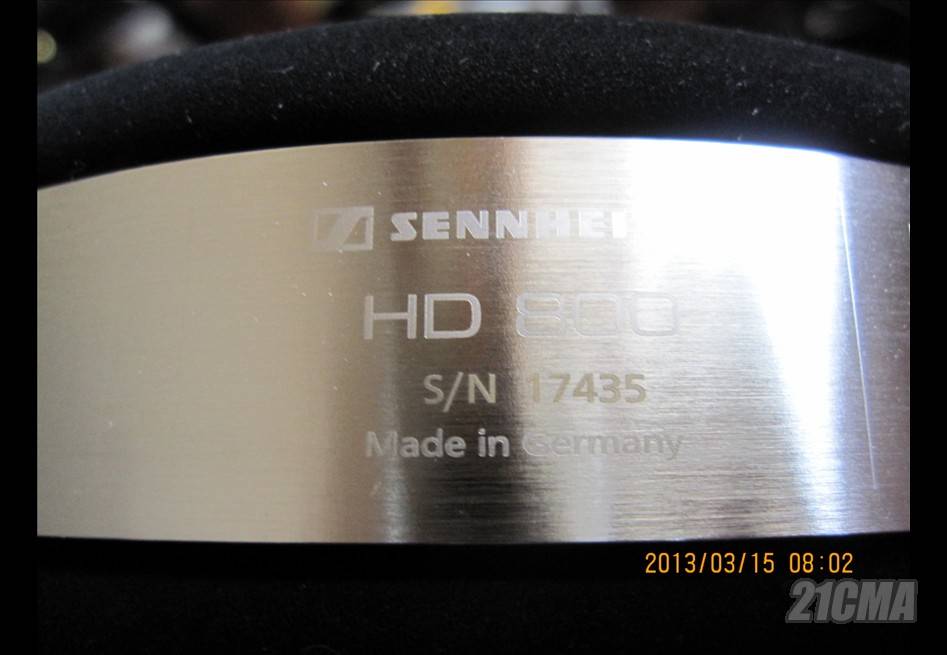 SENNHEI
HD 800
S/N 17435
Made in Germany
2013/03/15 08:02
21CMA